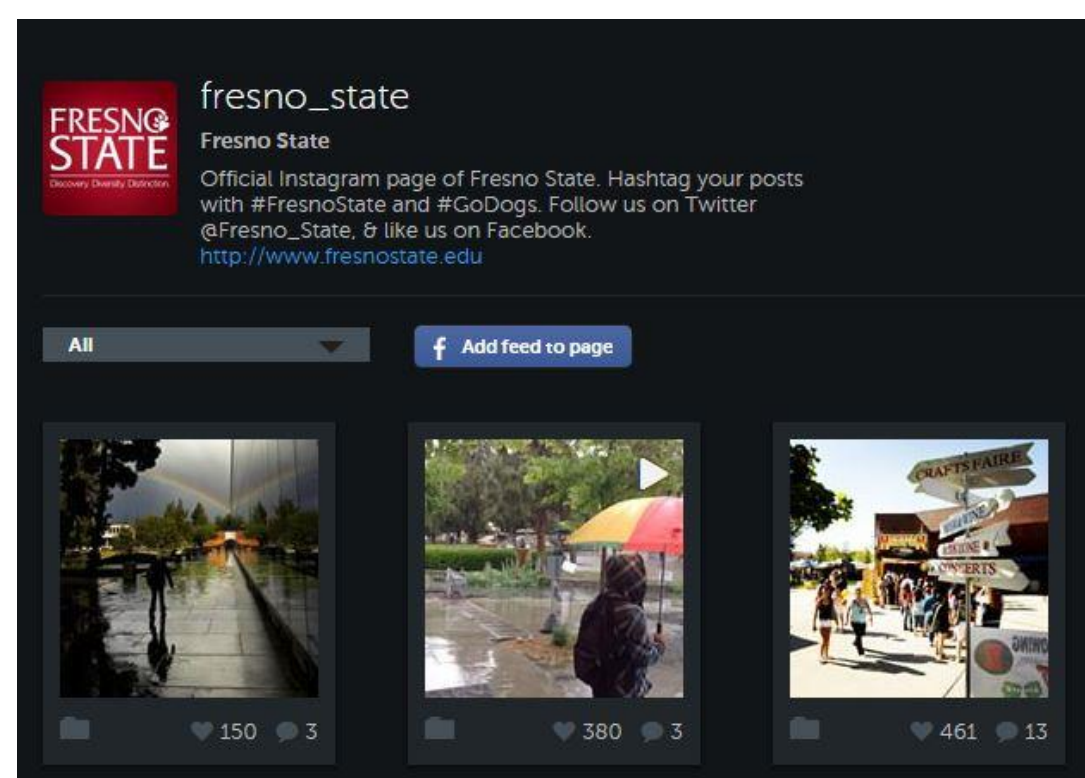 FRESNO
STATE
Discovery. Diversity. Distinction.
fresno_state
Fresno State
Official Instagram page of Fresno State. Hashtag your posts
with #FresnoState and #GoDogs. Follow us on Twitter
@Fresno_State, & like us on Facebook.
http://www.fresnostate.edu
All
f Add feed to page
CRAFTS FAIRE
CONCERTS
150 3
380 3
461 13